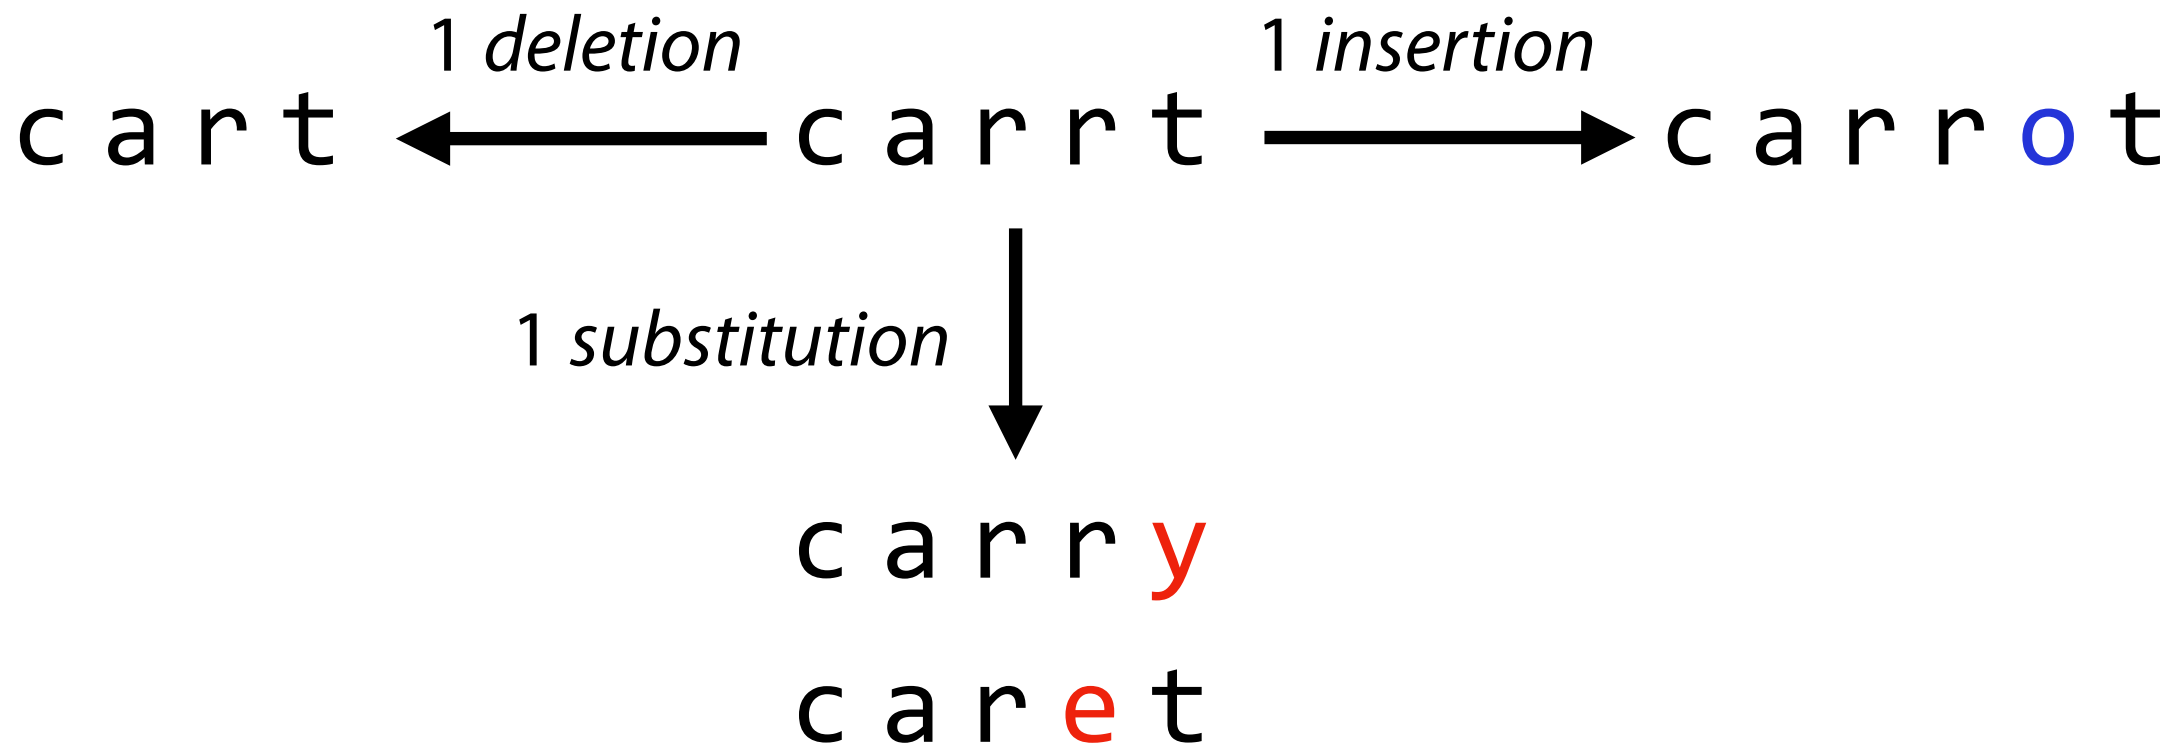 1 deletion 1 insertion
c a r t c a r r t c a r r o t
1 substitution
c a r r y
c a r e t